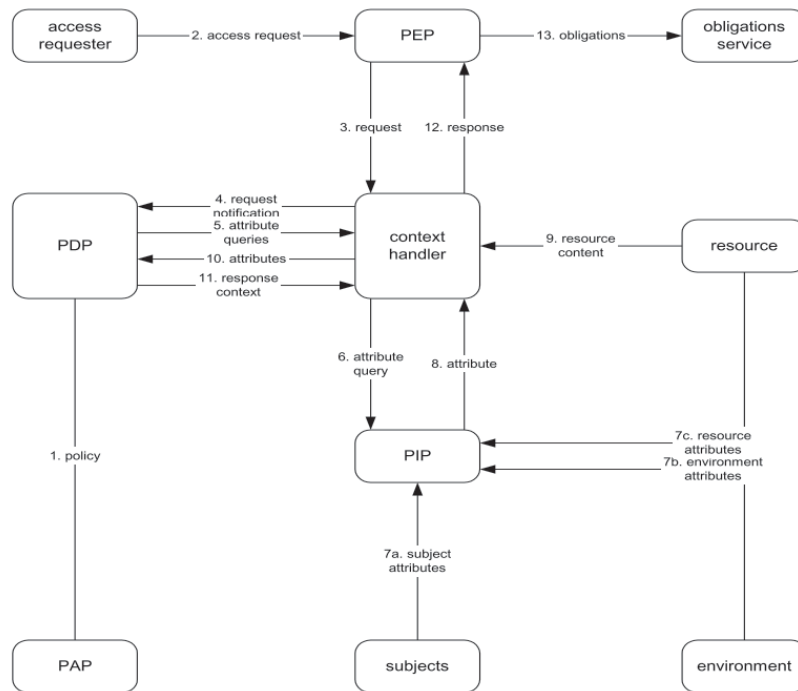 access
requester
2. access request
PEP
13. obligations
obligations
service
3. request
12. response
PDP
4. request
notification
5. attribute
queries
10. attributes
11. response
context
context
handler
9. resource
content
resource
6. attribute
query
8. attribute
1. policy
PIP
7c. resource
attributes
7b. environment
attributes
7a. subject
attributes
PAP
subjects
environment